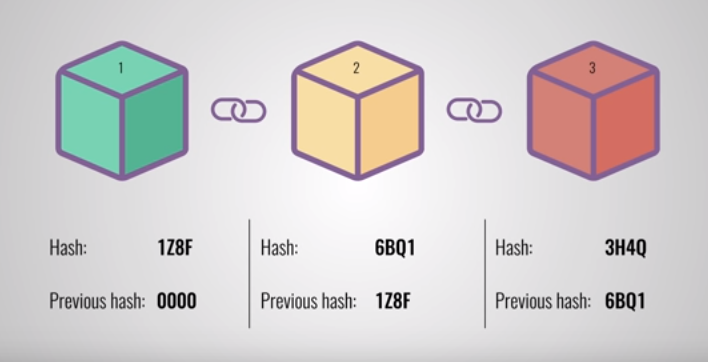 1
2
3
Hash: 1Z8F
Previous hash: 0000
Hash: 6BQ1
Previous hash: 1Z8F
Hash: 3H4Q
Previous hash: 6BQ1